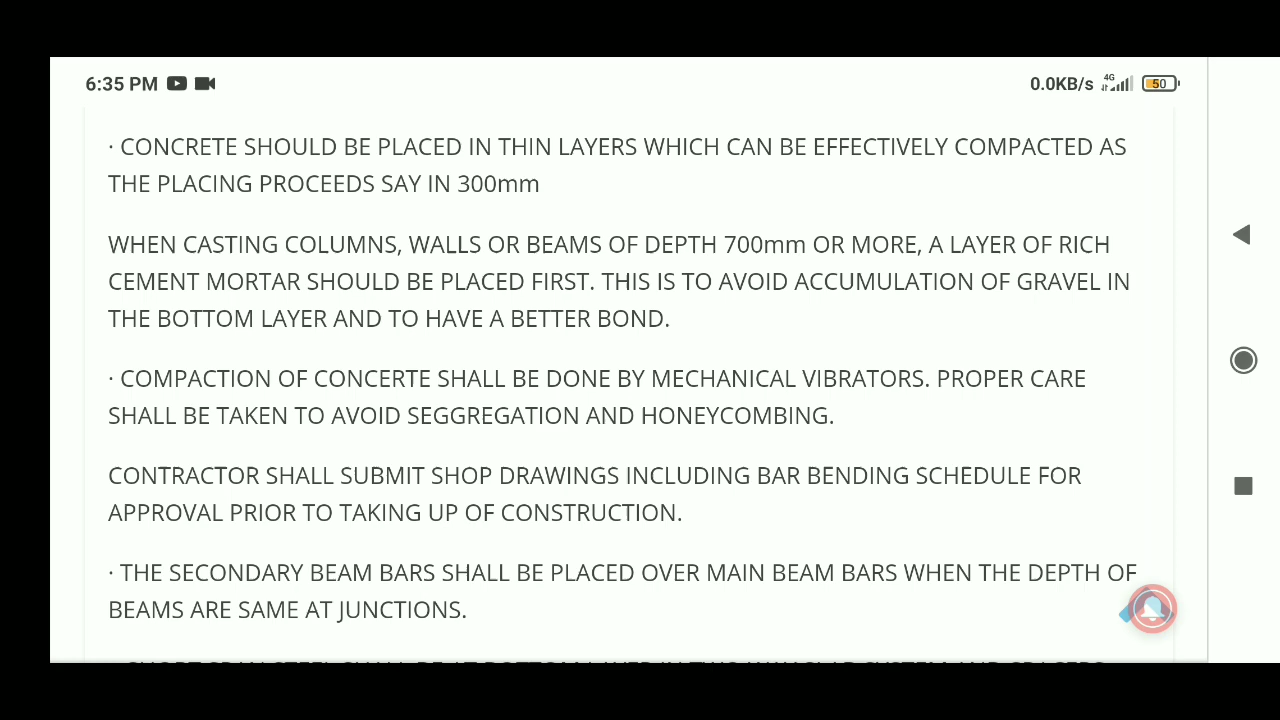 6:35 PM
0.0KB/s 4G 50
· CONCRETE SHOULD BE PLACED IN THIN LAYERS WHICH CAN BE EFFECTIVELY COMPACTED AS
THE PLACING PROCEEDS SAY IN 300mm
WHEN CASTING COLUMNS, WALLS OR BEAMS OF DEPTH 700mm OR MORE, A LAYER OF RICH
CEMENT MORTAR SHOULD BE PLACED FIRST. THIS IS TO AVOID ACCUMULATION OF GRAVEL IN
THE BOTTOM LAYER AND TO HAVE A BETTER BOND.
· COMPACTION OF CONCERTE SHALL BE DONE BY MECHANICAL VIBRATORS. PROPER CARE
SHALL BE TAKEN TO AVOID SEGGREGATION AND HONEYCOMBING.
CONTRACTOR SHALL SUBMIT SHOP DRAWINGS INCLUDING BAR BENDING SCHEDULE FOR
APPROVAL PRIOR TO TAKING UP OF CONSTRUCTION.
· THE SECONDARY BEAM BARS SHALL BE PLACED OVER MAIN BEAM BARS WHEN THE DEPTH OF
BEAMS ARE SAME AT JUNCTIONS.